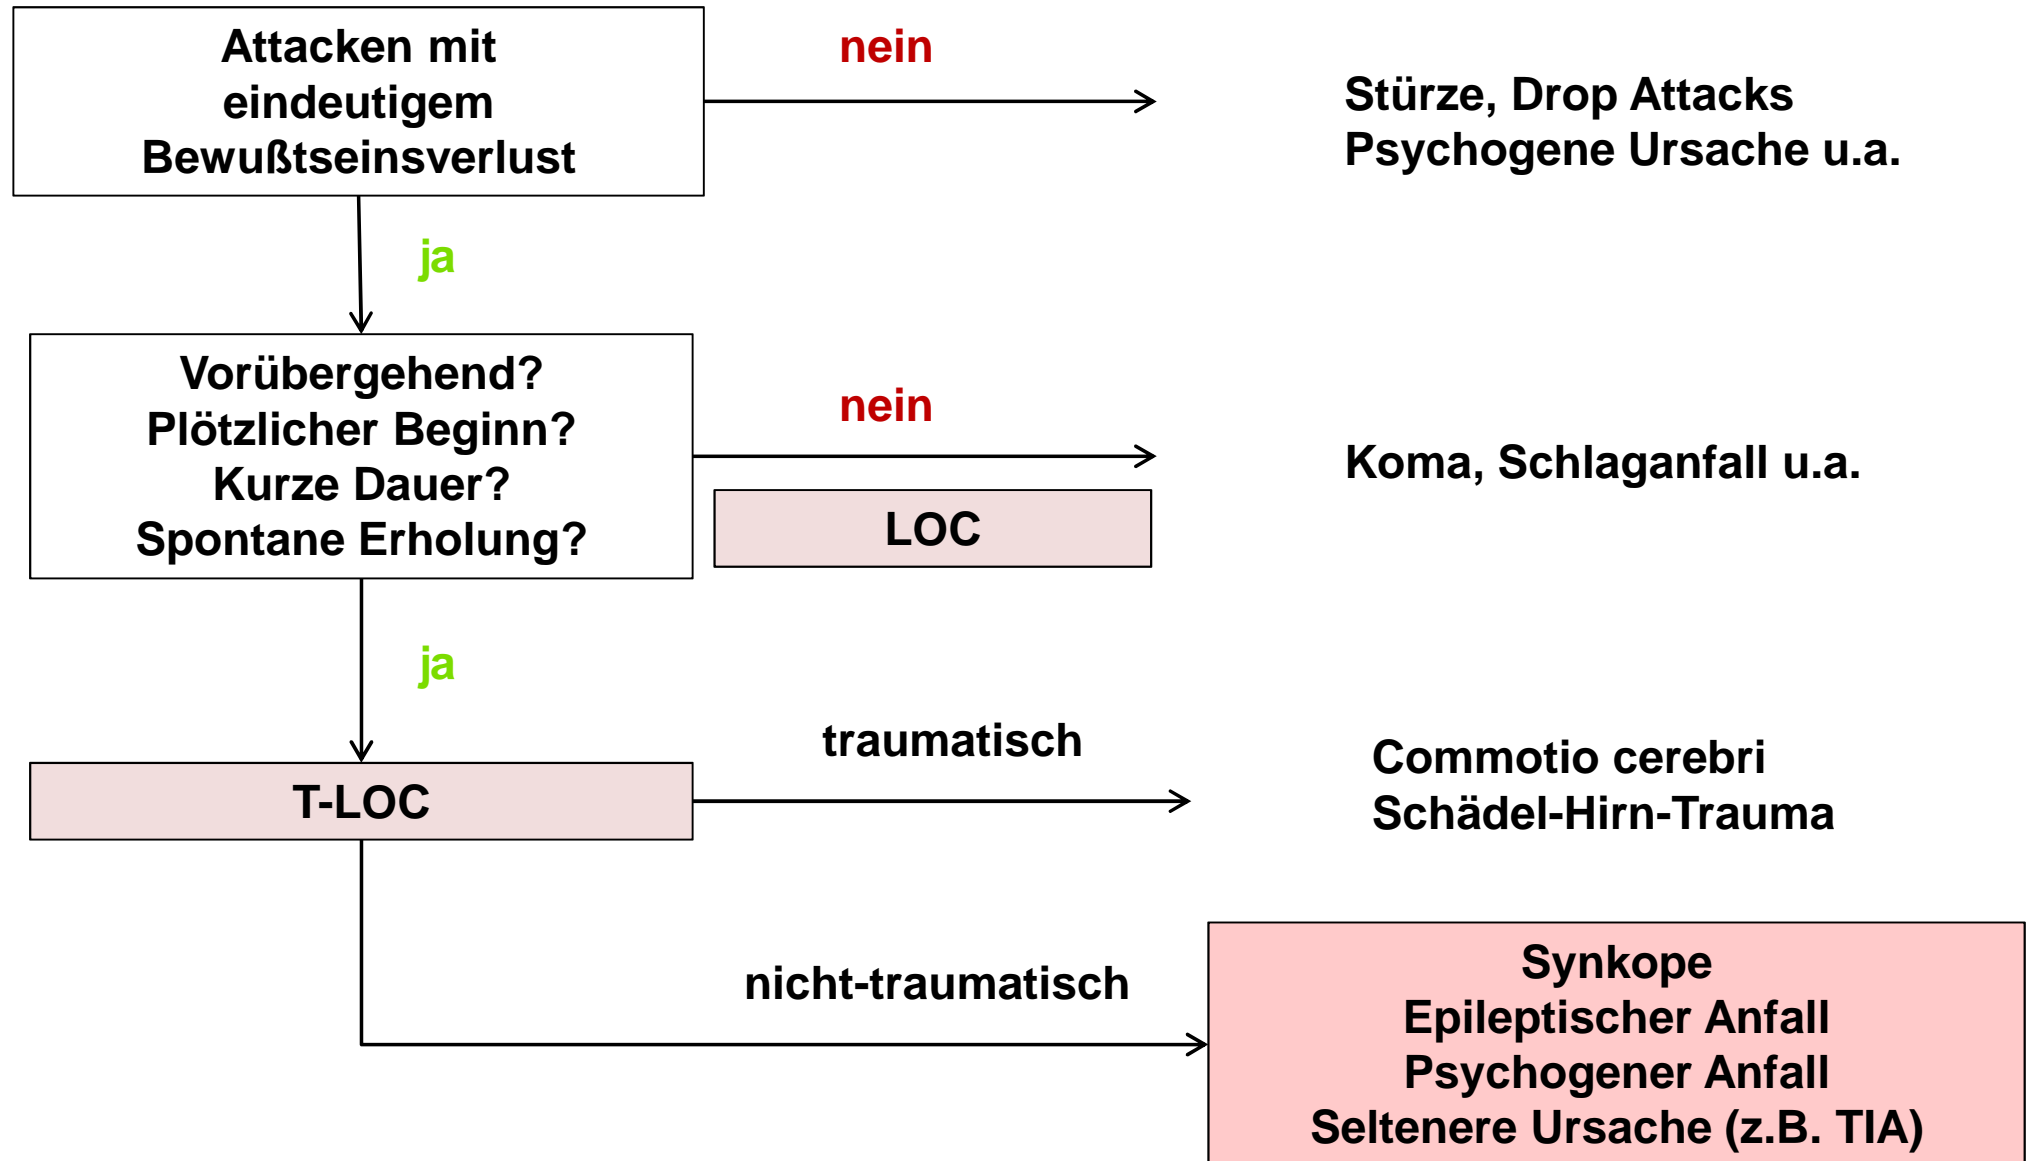 Attacken mit
eindeutigem
Bewußtseinsverlust
nein
Stürze, Drop Attacks
Psychogene Ursache u.a.
ja
Vorübergehend?
Plötzlicher Beginn?
Kurze Dauer?
Spontane Erholung?
nein
LOC
Koma, Schlaganfall u.a.
ja
T-LOC
traumatisch
Commotio cerebri
Schädel-Hirn-Trauma
nicht-traumatisch
Synkope
Epileptischer Anfall
Psychogener Anfall
Seltenere Ursache (z.B. TIA)